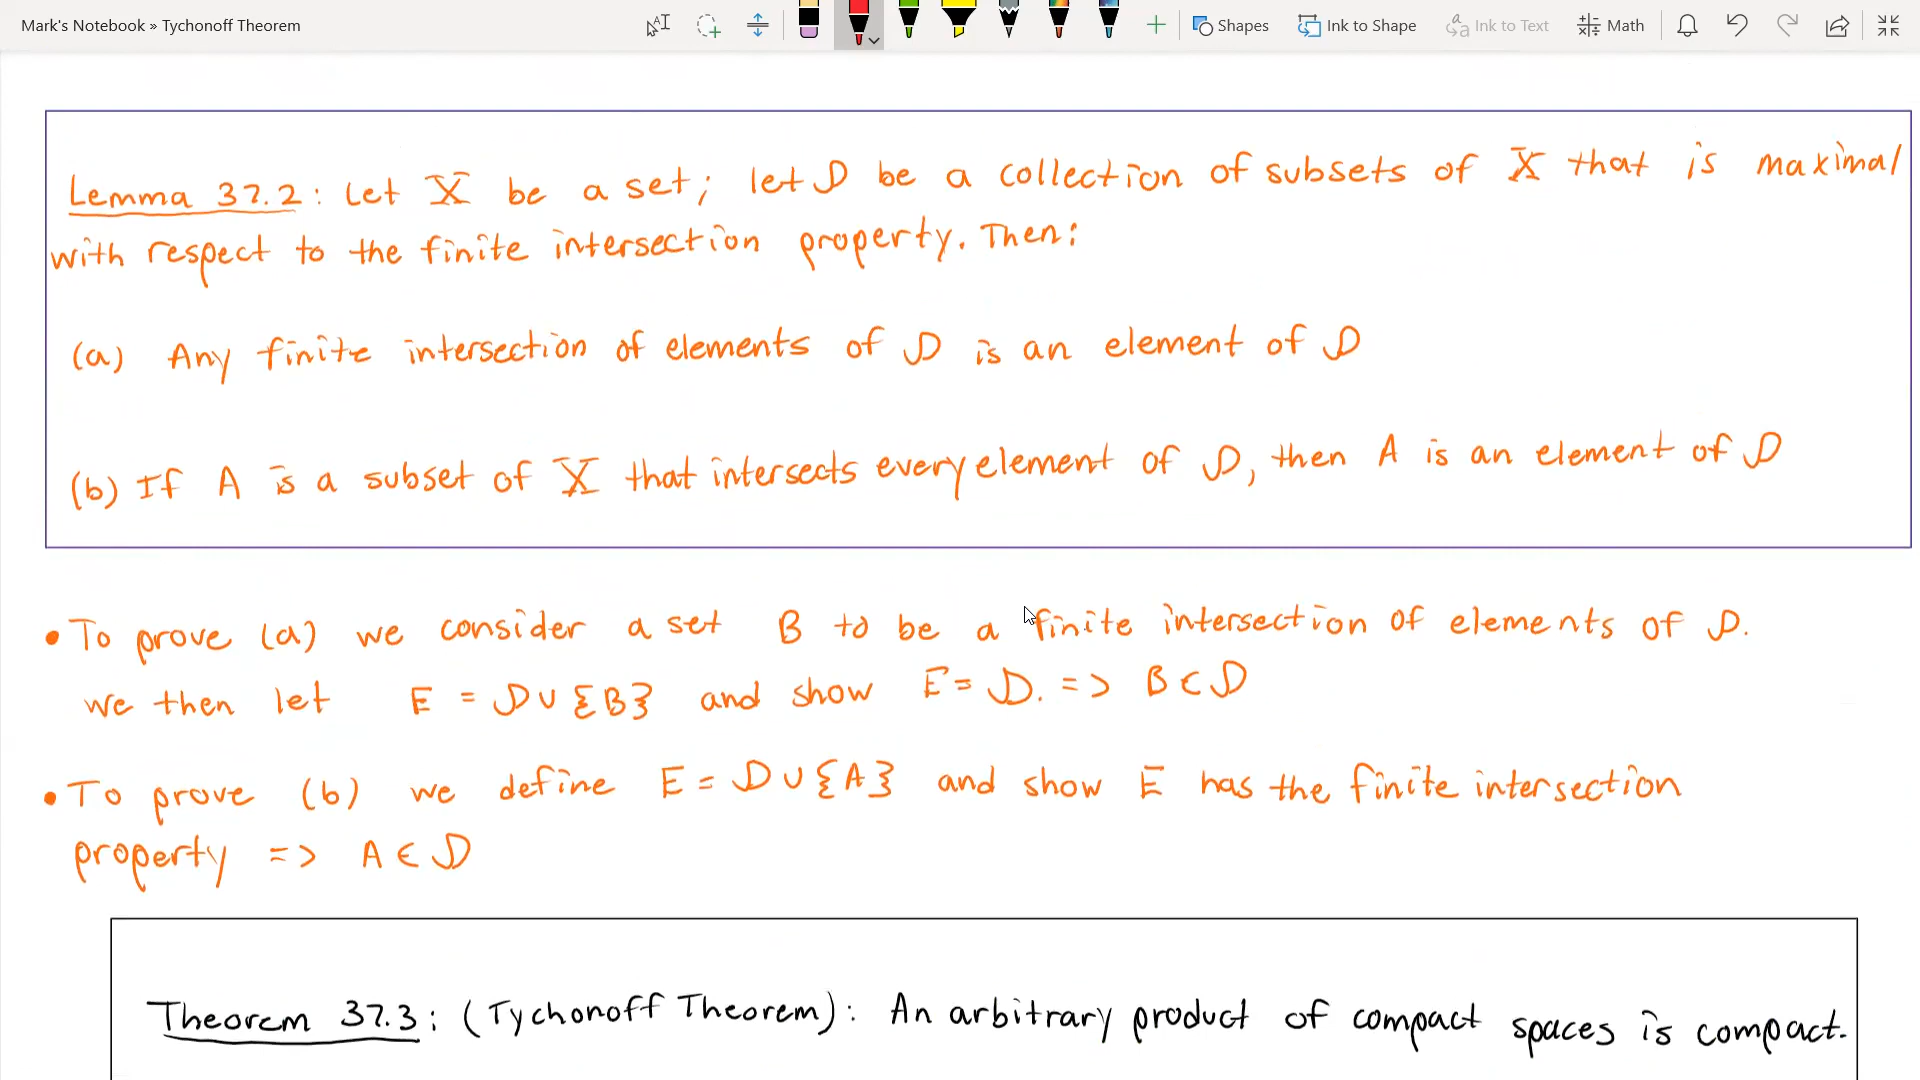 Mark's Notebook » Tychonoff Theorem
Shapes Ink to Shape Ink to Text Math
Lemma 37.2: Let X be a set; let D be a collection of subsets of X that is maximal
with respect to the finite intersection property. Then:
(a) Any finite intersection of elements of D is an element of D
(b) If A is a subset of X that intersects every element of D, then A is an element of D
• To prove (a) we consider a set B to be a finite intersection of elements of D.
we then let E = D ∪ {B} and show E = D. => B ∈ D
• To prove (b) we define E = D ∪ {A} and show E has the finite intersection
property => A ∈ D
Theorem 37.3: (Tychonoff Theorem): An arbitrary product of compact spaces is compact.